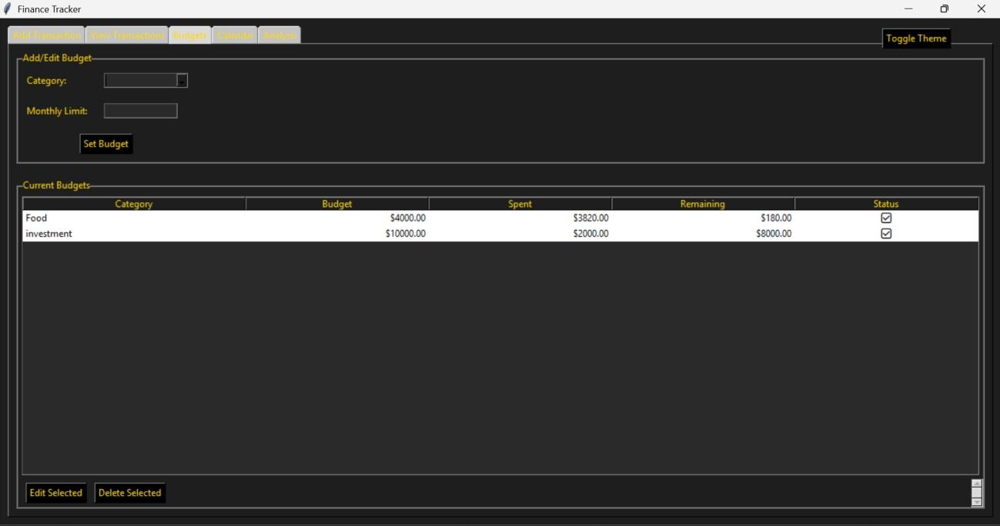 Finance Tracker
Add Transaction View Transactions Budgets Calendar Analysis
Toggle Theme
Add/Edit Budget
Category:
Monthly Limit:
Set Budget
Current Budgets
Category Budget Spent Remaining Status
Food $4000.00 $3820.00 $180.00 ☑
investment $10000.00 $2000.00 $8000.00 ☑
Edit Selected Delete Selected